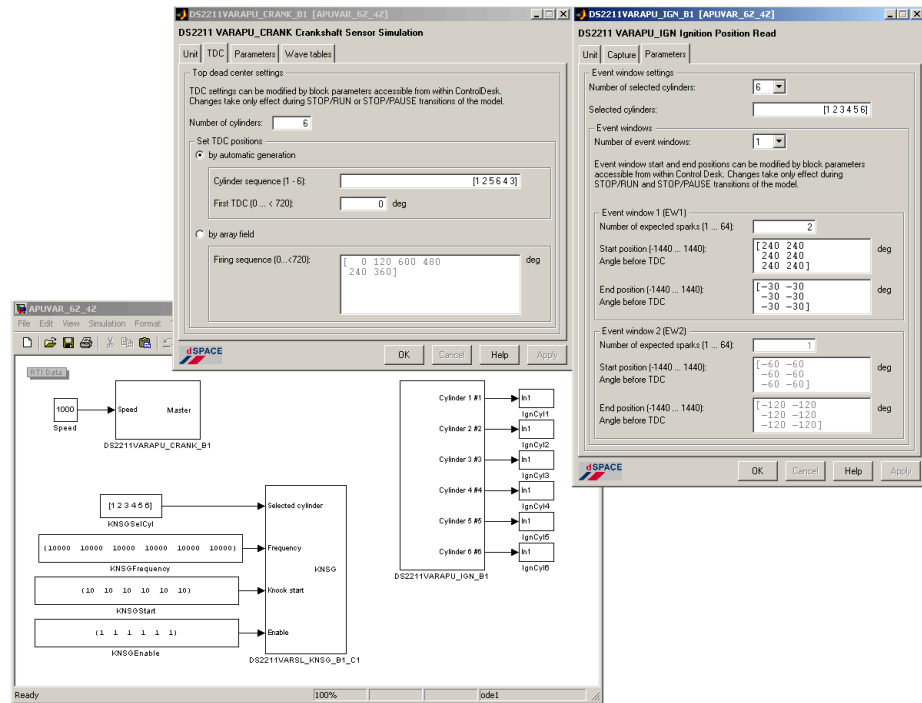 DS2211VARAPU_CRANK_B1 [APUVAR_6Z_4Z]
DS2211 VARAPU_CRANK Crankshaft Sensor Simulation
Unit TDC Parameters Wave tables
Top dead center settings
TDC settings can be modified by block parameters accessible from within ControlDesk.
Changes take only effect during STOP/RUN or STOP/PAUSE transitions of the model.
Number of cylinders: 6
Set TDC positions
by automatic generation
Cylinder sequence (1 - 6): [1 2 5 6 4 3]
First TDC (0 ... < 720): 0 deg
by array field
Firing sequence (0...<720): [ 0 120 600 480 deg
240 360]
dSPACE OK Cancel Help Apply
DS2211VARAPU_IGN_B1 [APUVAR_6Z_4Z]
DS2211 VARAPU_IGN Ignition Position Read
Unit Capture Parameters
Event window settings
Number of selected cylinders: 6
Selected cylinders: [1 2 3 4 5 6]
Event windows
Number of event windows: 1
Event window start and end positions can be modified by block parameters
accessible from within Control Desk. Changes take only effect during
STOP/RUN and STOP/PAUSE transitions of the model.
Event window 1 (EW1)
Number of expected sparks (1 ... 64): 2
Start position (-1440 ... 1440): [240 240 deg
Angle before TDC 240 240
240 240]
End position (-1440 ... 1440): [-30 -30 deg
Angle before TDC -30 -30
-30 -30]
Event window 2 (EW2)
Number of expected sparks (1 ... 64): 1
Start position (-1440 ... 1440): [-60 -60 deg
Angle before TDC -60 -60
-60 -60]
End position (-1440 ... 1440): [-120 -120 deg
Angle before TDC -120 -120
-120 -120]
dSPACE OK Cancel Help Apply
APUVAR_6Z_4Z
File Edit View Simulation Format
RTI Data
1000 Speed Master
Speed
DS2211VARAPU_CRANK_B1
[1 2 3 4 5 6] Selected cylinder
KNSGSelCyl
(10000 10000 10000 10000 10000 10000) Frequency
KNSGFrequency
KNSG
(10 10 10 10 10 10) Knock start
KNSGStart
(1 1 1 1 1 1) Enable
KNSGEnable
DS2211VARSL_KNSG_B1_C1
Cylinder 1 #1 In1
IgnCyl1
Cylinder 2 #2 In1
IgnCyl2
Cylinder 3 #3 In1
IgnCyl3
Cylinder 4 #4 In1
IgnCyl4
Cylinder 5 #5 In1
IgnCyl5
Cylinder 6 #6 In1
IgnCyl6
DS2211VARAPU_IGN_B1
Ready 100% ode1